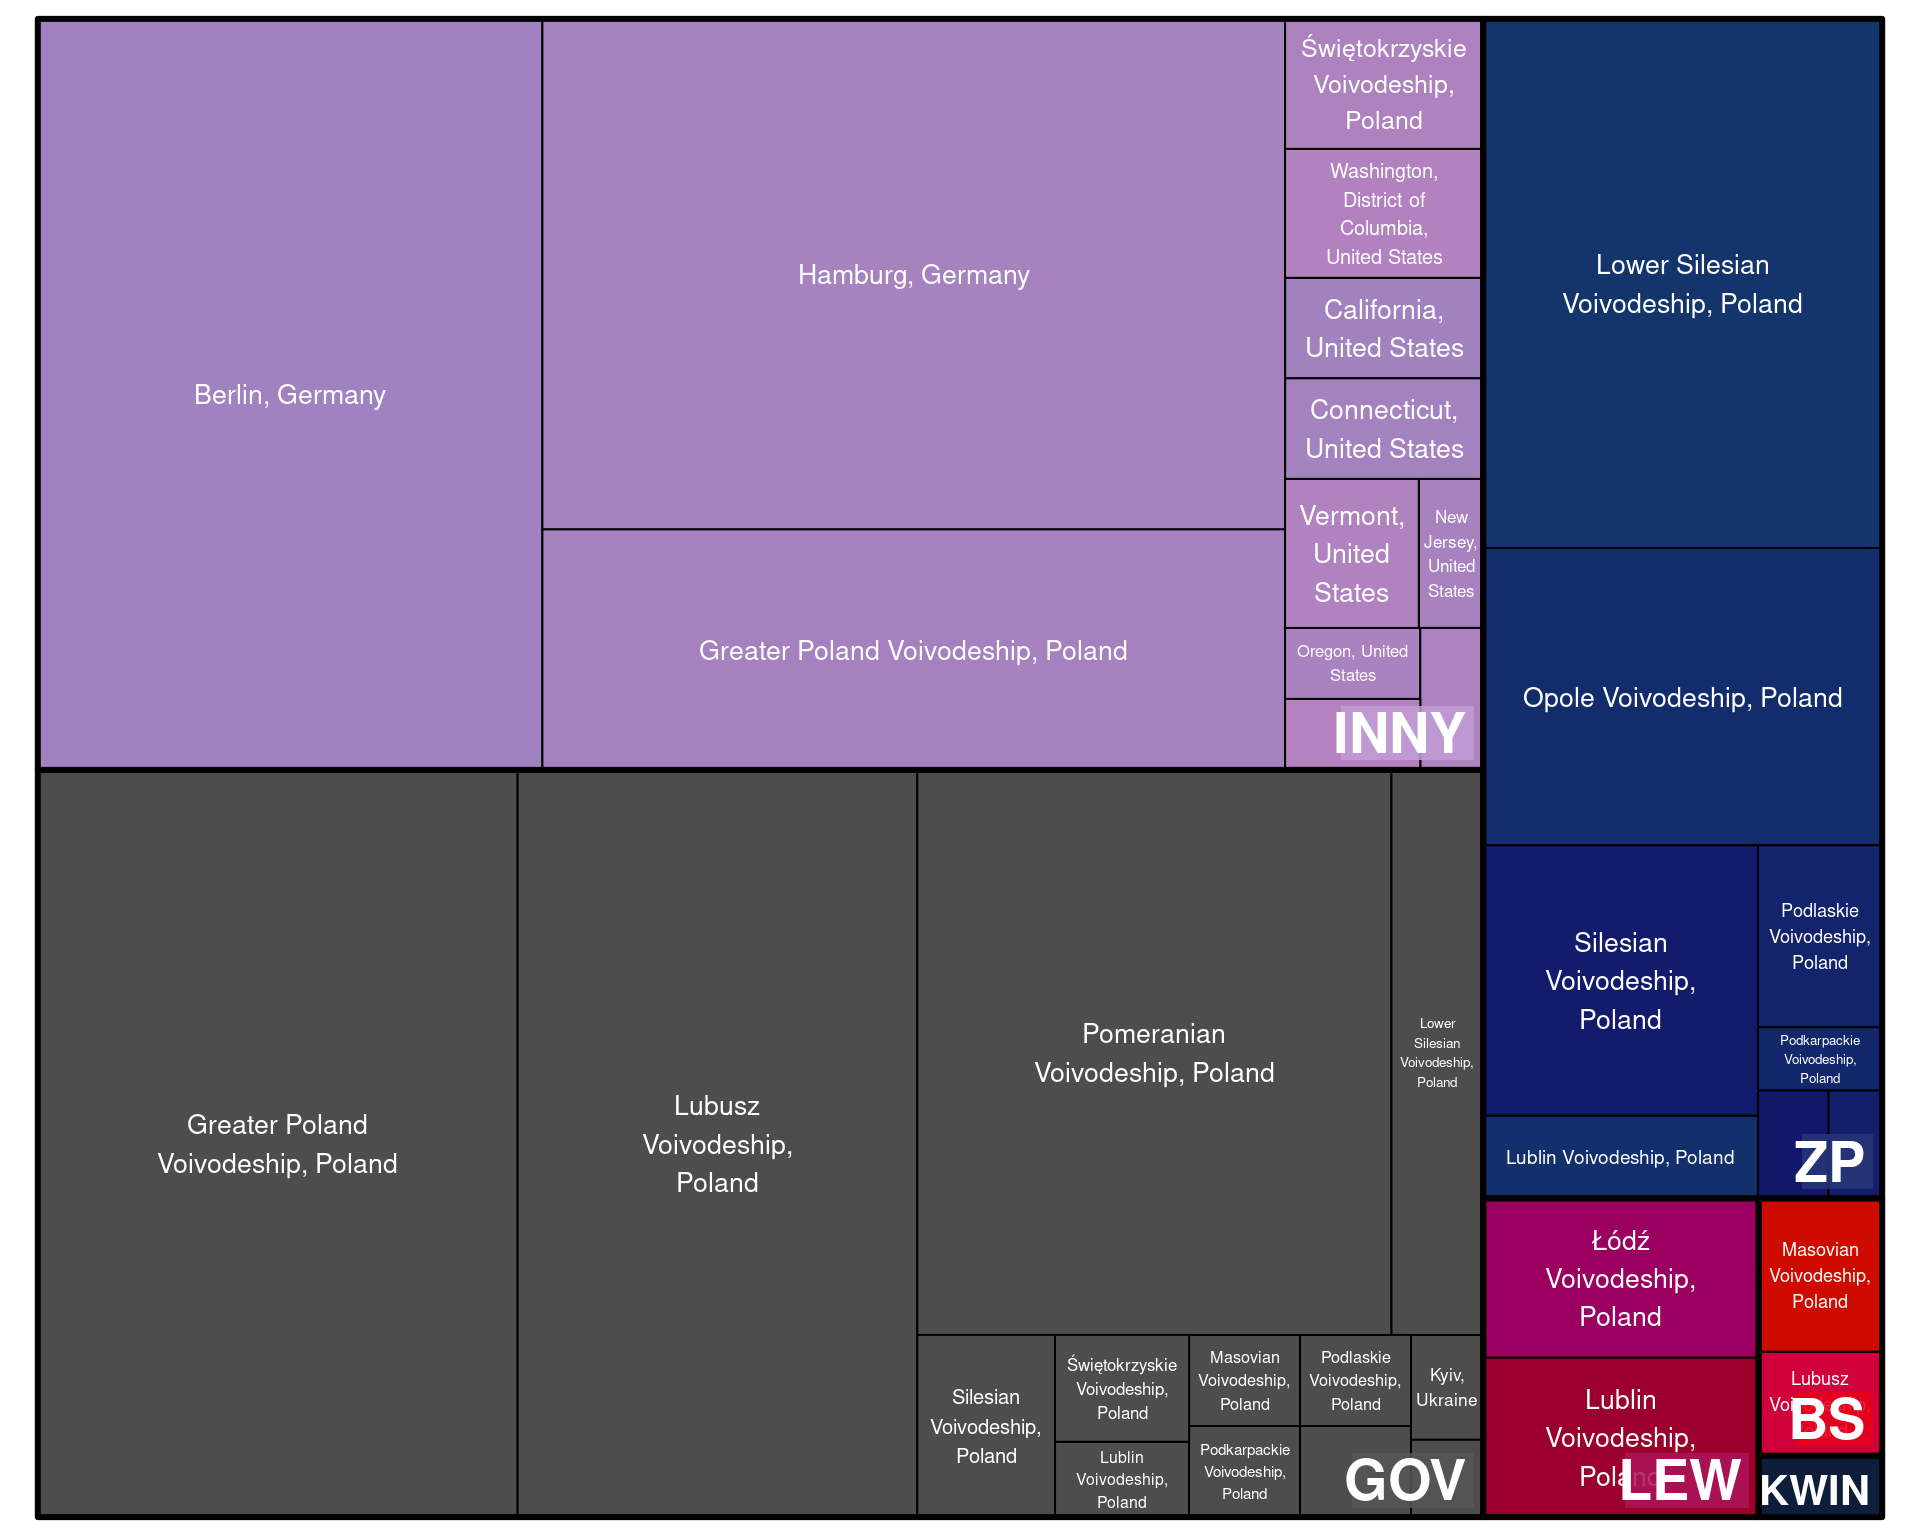 Berlin, Germany
Hamburg, Germany
Greater Poland Voivodeship, Poland
Świętokrzyskie
Voivodeship,
Poland
Washington,
District of
Columbia,
United States
California,
United States
Connecticut,
United States
Vermont,
United
States
New
Jersey,
United
States
Oregon, United
States
INNY
Greater Poland
Voivodeship, Poland
Lubusz
Voivodeship,
Poland
Pomeranian
Voivodeship, Poland
Lower
Silesian
Voivodeship,
Poland
Silesian
Voivodeship,
Poland
Świętokrzyskie
Voivodeship,
Poland
Lublin
Voivodeship,
Poland
Masovian
Voivodeship,
Poland
Podkarpackie
Voivodeship,
Poland
Podlaskie
Voivodeship,
Poland
Kyiv,
Ukraine
GOV
Lower Silesian
Voivodeship, Poland
Opole Voivodeship, Poland
Silesian
Voivodeship,
Poland
Lublin Voivodeship, Poland
Podlaskie
Voivodeship,
Poland
Podkarpackie
Voivodeship,
Poland
ZP
Łódź
Voivodeship,
Poland
Lublin
Voivodeship,
Poland
LEW
Masovian
Voivodeship,
Poland
Lubusz
BS
KWIN